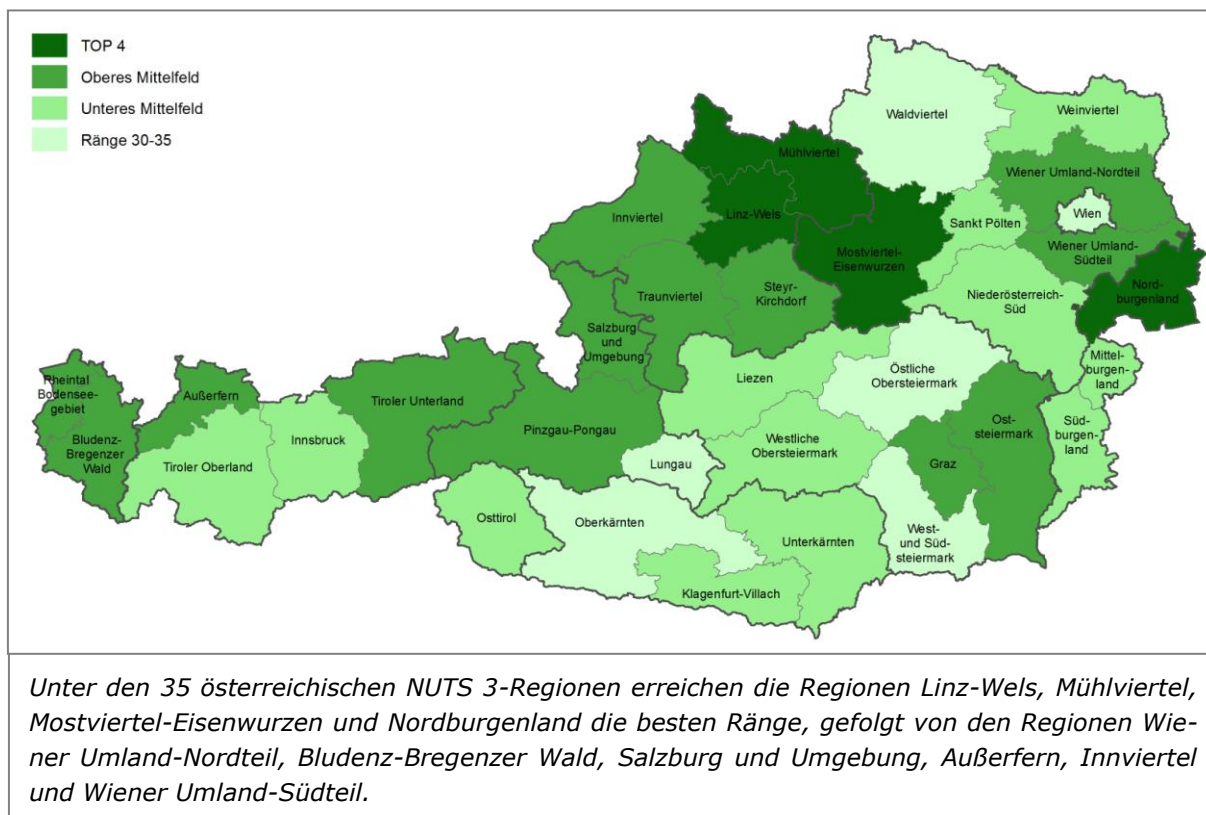 TOP 4
Oberes Mittelfeld
Unteres Mittelfeld
Ränge 30-35
Waldviertel
Weinviertel
Mühlviertel
Wiener Umland-Nordteil
Innviertel
Linz-Wels
Wien
Sankt Pölten
Mostviertel-
Eisenwurzen
Wiener Umland-
Südteil
Nord-
burgenland
Traunviertel
Steyr-
Kirchdorf
Niederösterreich-
Süd
Salzburg
und
Umgebung
Mittel-
burgen-
land
Östliche
Obersteiermark
Liezen
Rheintal
Bodensee-
gebiet
Außerfern
Tiroler Unterland
Ost-
steiermark
Süd-
burgen-
land
Bludenz-
Bregenzer
Wald
Tiroler Oberland
Innsbruck
Pinzgau-Pongau
Westliche
Obersteiermark
Graz
Lungau
Osttirol
Oberkärnten
Unterkärnten
West-
und Süd-
steiermark
Klagenfurt-Villach
Unter den 35 österreichischen NUTS 3-Regionen erreichen die Regionen Linz-Wels, Mühlviertel,
Mostviertel-Eisenwurzen und Nordburgenland die besten Ränge, gefolgt von den Regionen Wie-
ner Umland-Nordteil, Bludenz-Bregenzer Wald, Salzburg und Umgebung, Außerfern, Innviertel
und Wiener Umland-Südteil.